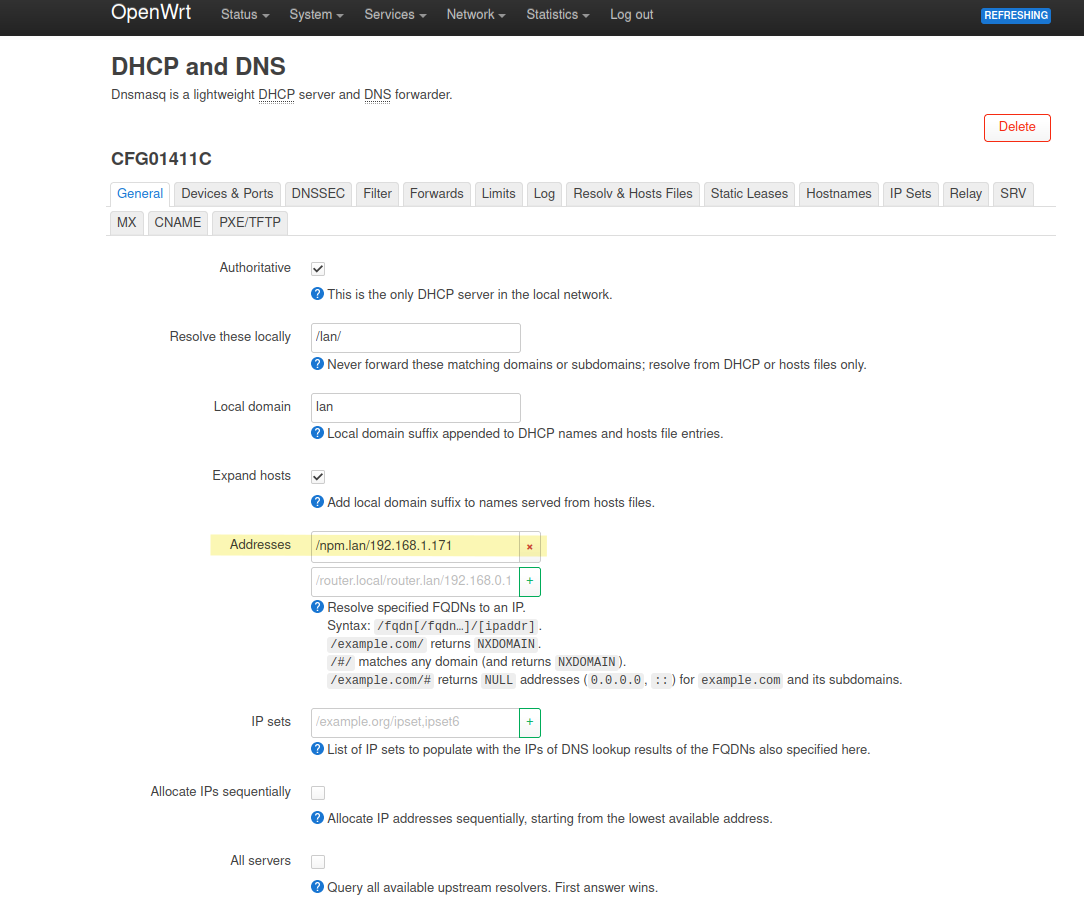 OpenWrt Status System Services Network Statistics Log out REFRESHING
DHCP and DNS
Dnsmasq is a lightweight DHCP server and DNS forwarder.
Delete
CFG01411C
General Devices & Ports DNSSEC Filter Forwards Limits Log Resolv & Hosts Files Static Leases Hostnames IP Sets Relay SRV
MX CNAME PXE/TFTP
Authoritative
This is the only DHCP server in the local network.
Resolve these locally /lan/
Never forward these matching domains or subdomains; resolve from DHCP or hosts files only.
Local domain lan
Local domain suffix appended to DHCP names and hosts file entries.
Expand hosts
Add local domain suffix to names served from hosts files.
Addresses /npm.lan/192.168.1.171 ×
/router.local/router.lan/192.168.0.1 +
Resolve specified FQDNs to an IP.
Syntax: /fqdn[/fqdn…]/[ipaddr].
/example.com/ returns NXDOMAIN.
/#/ matches any domain (and returns NXDOMAIN).
/example.com/# returns NULL addresses (0.0.0.0, ::) for example.com and its subdomains.
IP sets /example.org/ipset,ipset6 +
List of IP sets to populate with the IPs of DNS lookup results of the FQDNs also specified here.
Allocate IPs sequentially
Allocate IP addresses sequentially, starting from the lowest available address.
All servers
Query all available upstream resolvers. First answer wins.